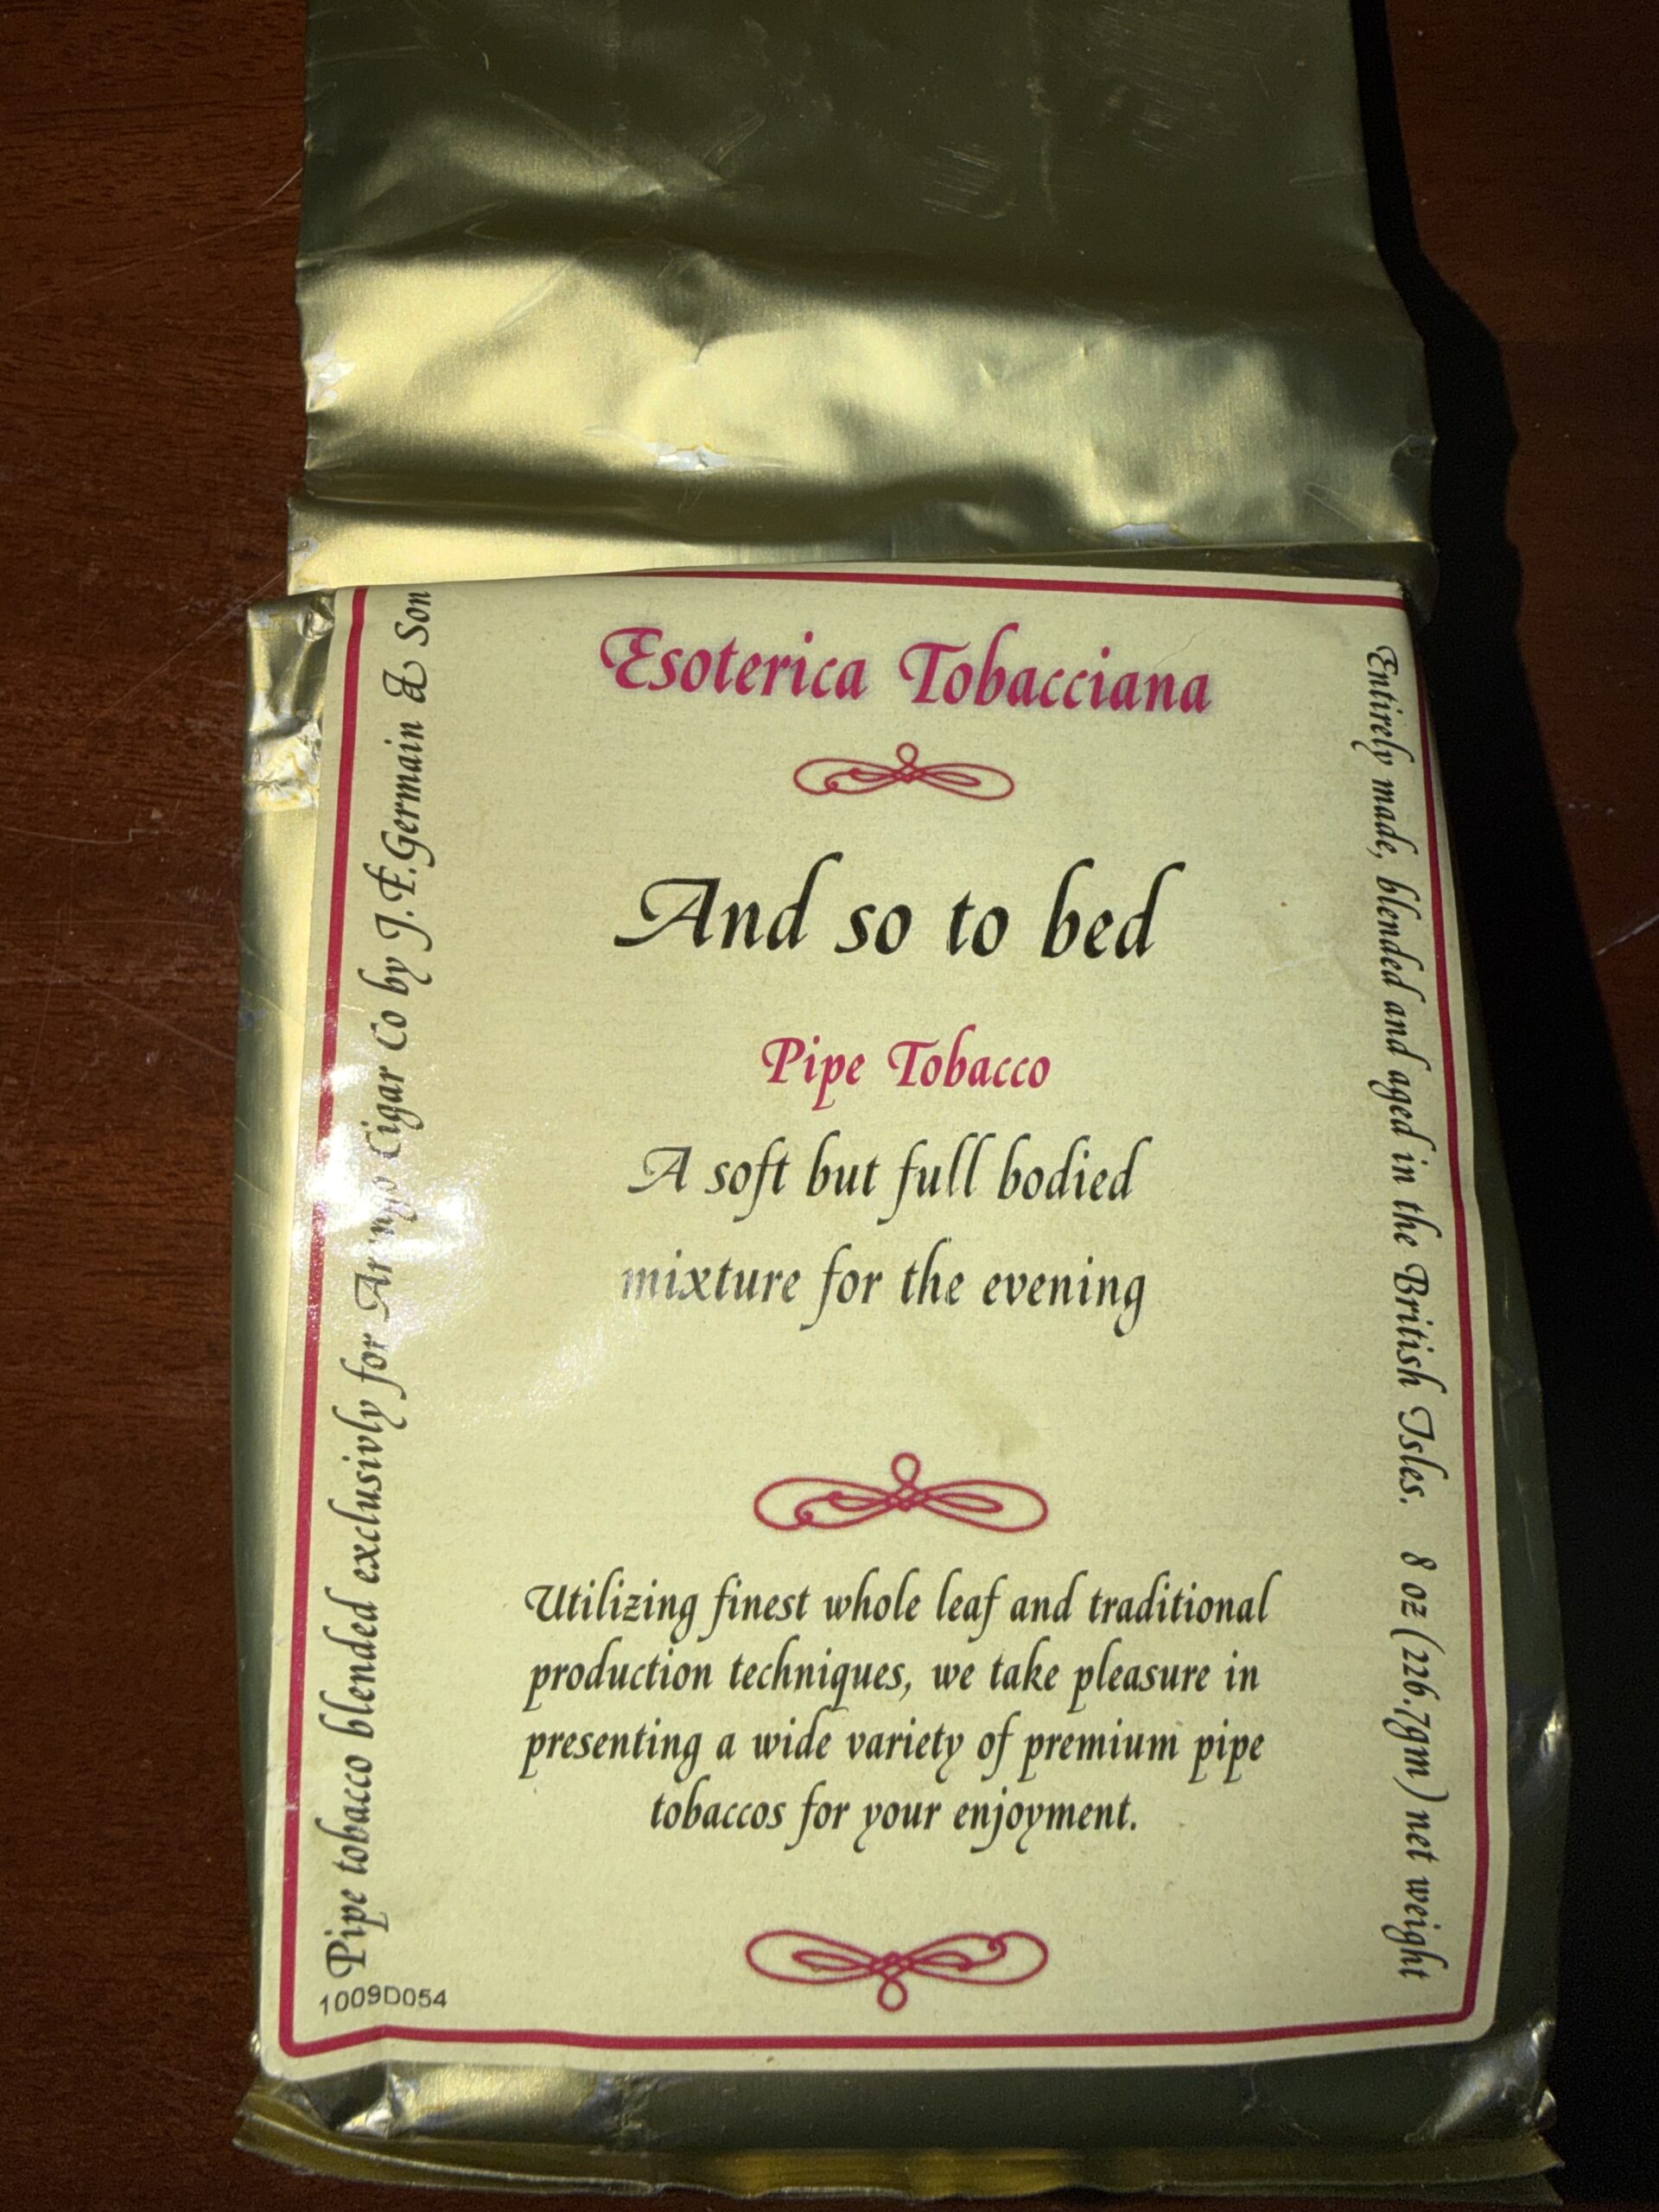 Esoterica Tobacciana
And so to bed
Pipe Tobacco
A soft but full bodied
mixture for the evening
Utilizing finest whole leaf and traditional
production techniques, we take pleasure in
presenting a wide variety of premium pipe
tobaccos for your enjoyment.
Pipe tobacco blended exclusivly for Arango Cigar Co by J.F.Germain & Son
Entirely made, blended and aged in the British Isles. 8 oz (226.7gm) net weight
1009D054